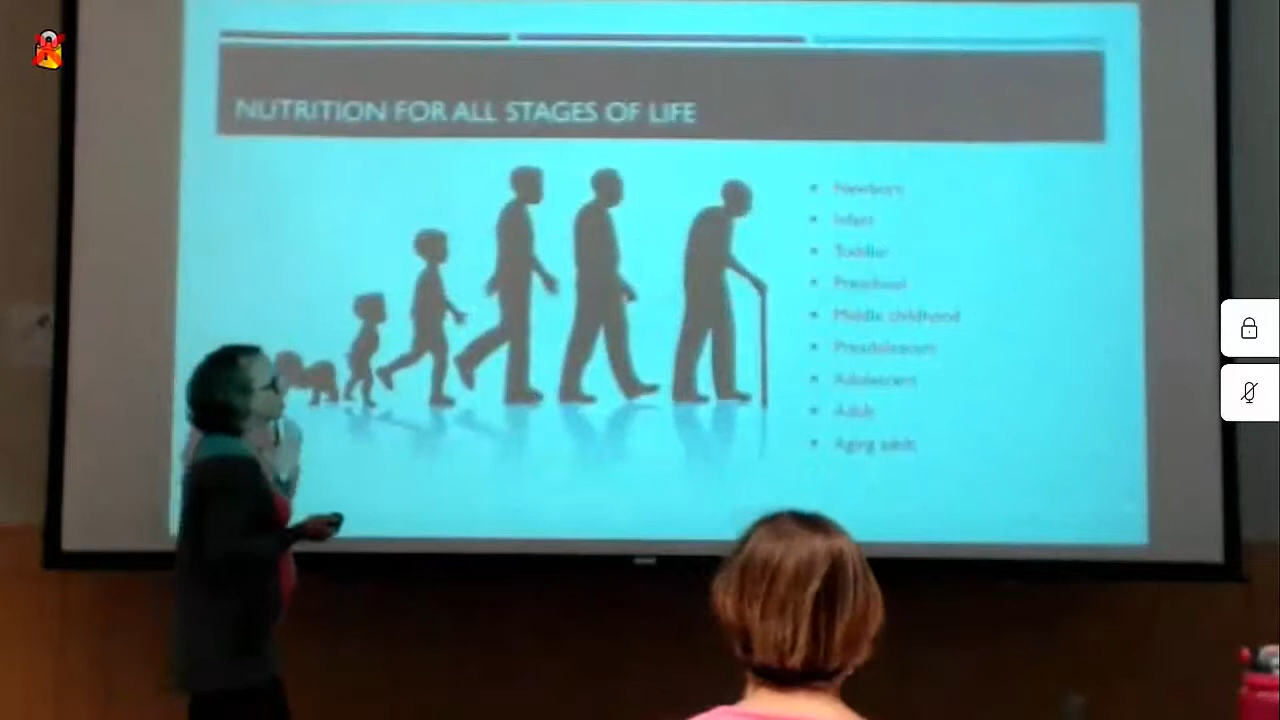 NUTRITION FOR ALL STAGES OF LIFE
• Newborn
• Infant
• Toddler
• Preschool
• Middle childhood
• Preadolescent
• Adolescent
• Adult
• Aging adult